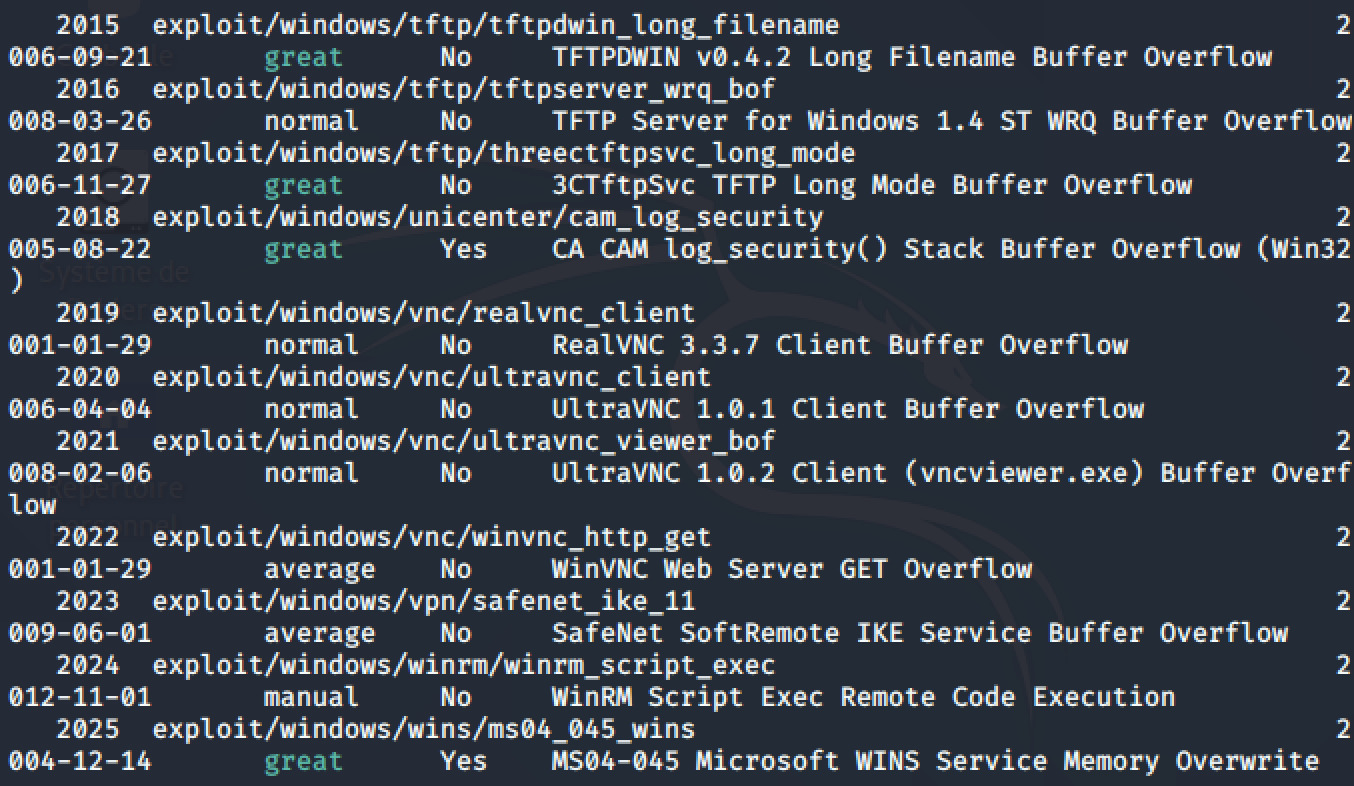 2015 exploit/windows/tftp/tftpdwin_long_filename 2
006-09-21 great No TFTPDWIN v0.4.2 Long Filename Buffer Overflow
2016 exploit/windows/tftp/tftpserver_wrq_bof 2
008-03-26 normal No TFTP Server for Windows 1.4 ST WRQ Buffer Overflow
2017 exploit/windows/tftp/threectftpsvc_long_mode 2
006-11-27 great No 3CTftpSvc TFTP Long Mode Buffer Overflow
2018 exploit/windows/unicenter/cam_log_security 2
005-08-22 great Yes CA CAM log_security() Stack Buffer Overflow (Win32
)
Système de
2019 exploit/windows/vnc/realvnc_client 2
001-01-29 normal No RealVNC 3.3.7 Client Buffer Overflow
2020 exploit/windows/vnc/ultravnc_client 2
006-04-04 normal No UltraVNC 1.0.1 Client Buffer Overflow
2021 exploit/windows/vnc/ultravnc_viewer_bof 2
008-02-06 normal No UltraVNC 1.0.2 Client (vncviewer.exe) Buffer Overf
Répertoire
low
personnel
2022 exploit/windows/vnc/winvnc_http_get 2
001-01-29 average No WinVNC Web Server GET Overflow
2023 exploit/windows/vpn/safenet_ike_11 2
009-06-01 average No SafeNet SoftRemote IKE Service Buffer Overflow
2024 exploit/windows/winrm/winrm_script_exec 2
012-11-01 manual No WinRM Script Exec Remote Code Execution
2025 exploit/windows/wins/ms04_045_wins 2
004-12-14 great Yes MS04-045 Microsoft WINS Service Memory Overwrite